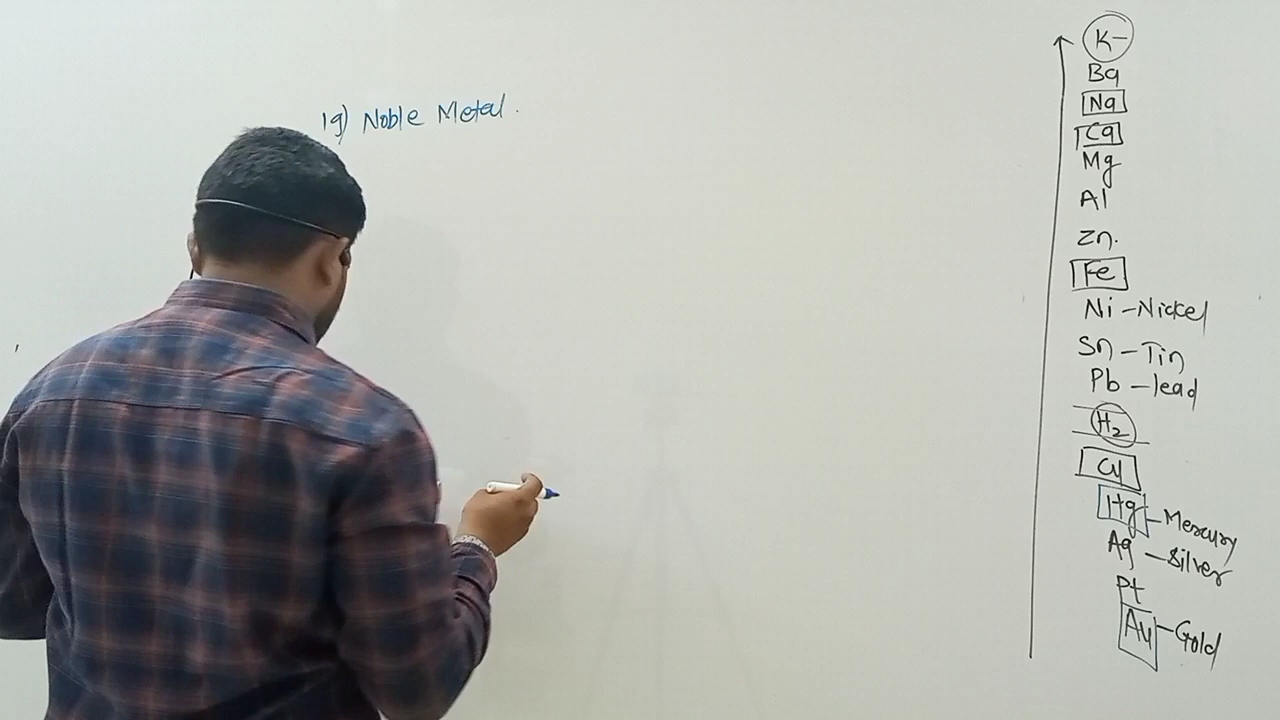 19) Noble Metal.
K
Ba
Na
Ca
Mg
Al
Zn.
Fe
Ni - Nickel
Sn - Tin
Pb - lead
H2
Cu
Hg - Mercury
Ag - Silver
Pt
Au - Gold